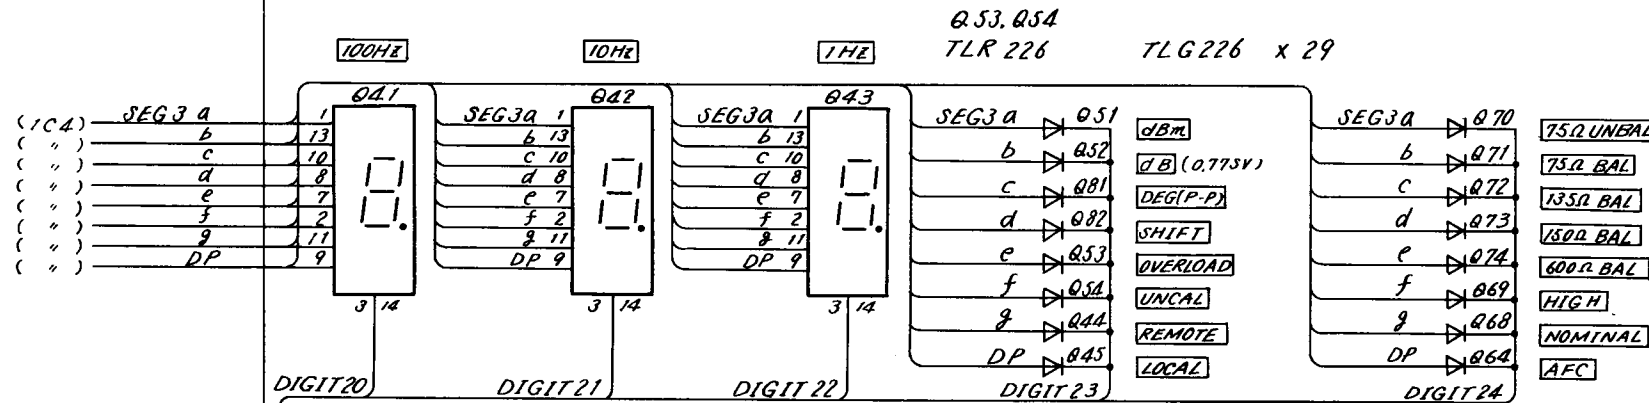 Q53, Q54
TLR 226 TLG226 x 29
100Hz 10Hz 1Hz
Q41
Q42
Q43
(IC4) SEG3 a 1
( " ) b 13
( " ) c 10
( " ) d 8
( " ) e 7
( " ) f 2
( " ) g 11
( " ) DP 9
3 14
DIGIT20
SEG3a 1
b 13
c 10
d 8
e 7
f 2
g 11
DP 9
3 14
DIGIT21
SEG3a 1
b 13
c 10
d 8
e 7
f 2
g 11
DP 9
3 14
DIGIT22
SEG3a Q51 dBm
b Q52 dB (0.775V)
c Q81 DEG(P-P)
d Q82 SHIFT
e Q53 OVERLOAD
f Q54 UNCAL
g Q44 REMOTE
DP Q45 LOCAL
DIGIT23
SEG3a Q70 75Ω UNBAL
b Q71 75Ω BAL
c Q72 135Ω BAL
d Q73 150Ω BAL
e Q74 600Ω BAL
f Q69 HIGH
g Q68 NOMINAL
DP Q64 AFC
DIGIT24